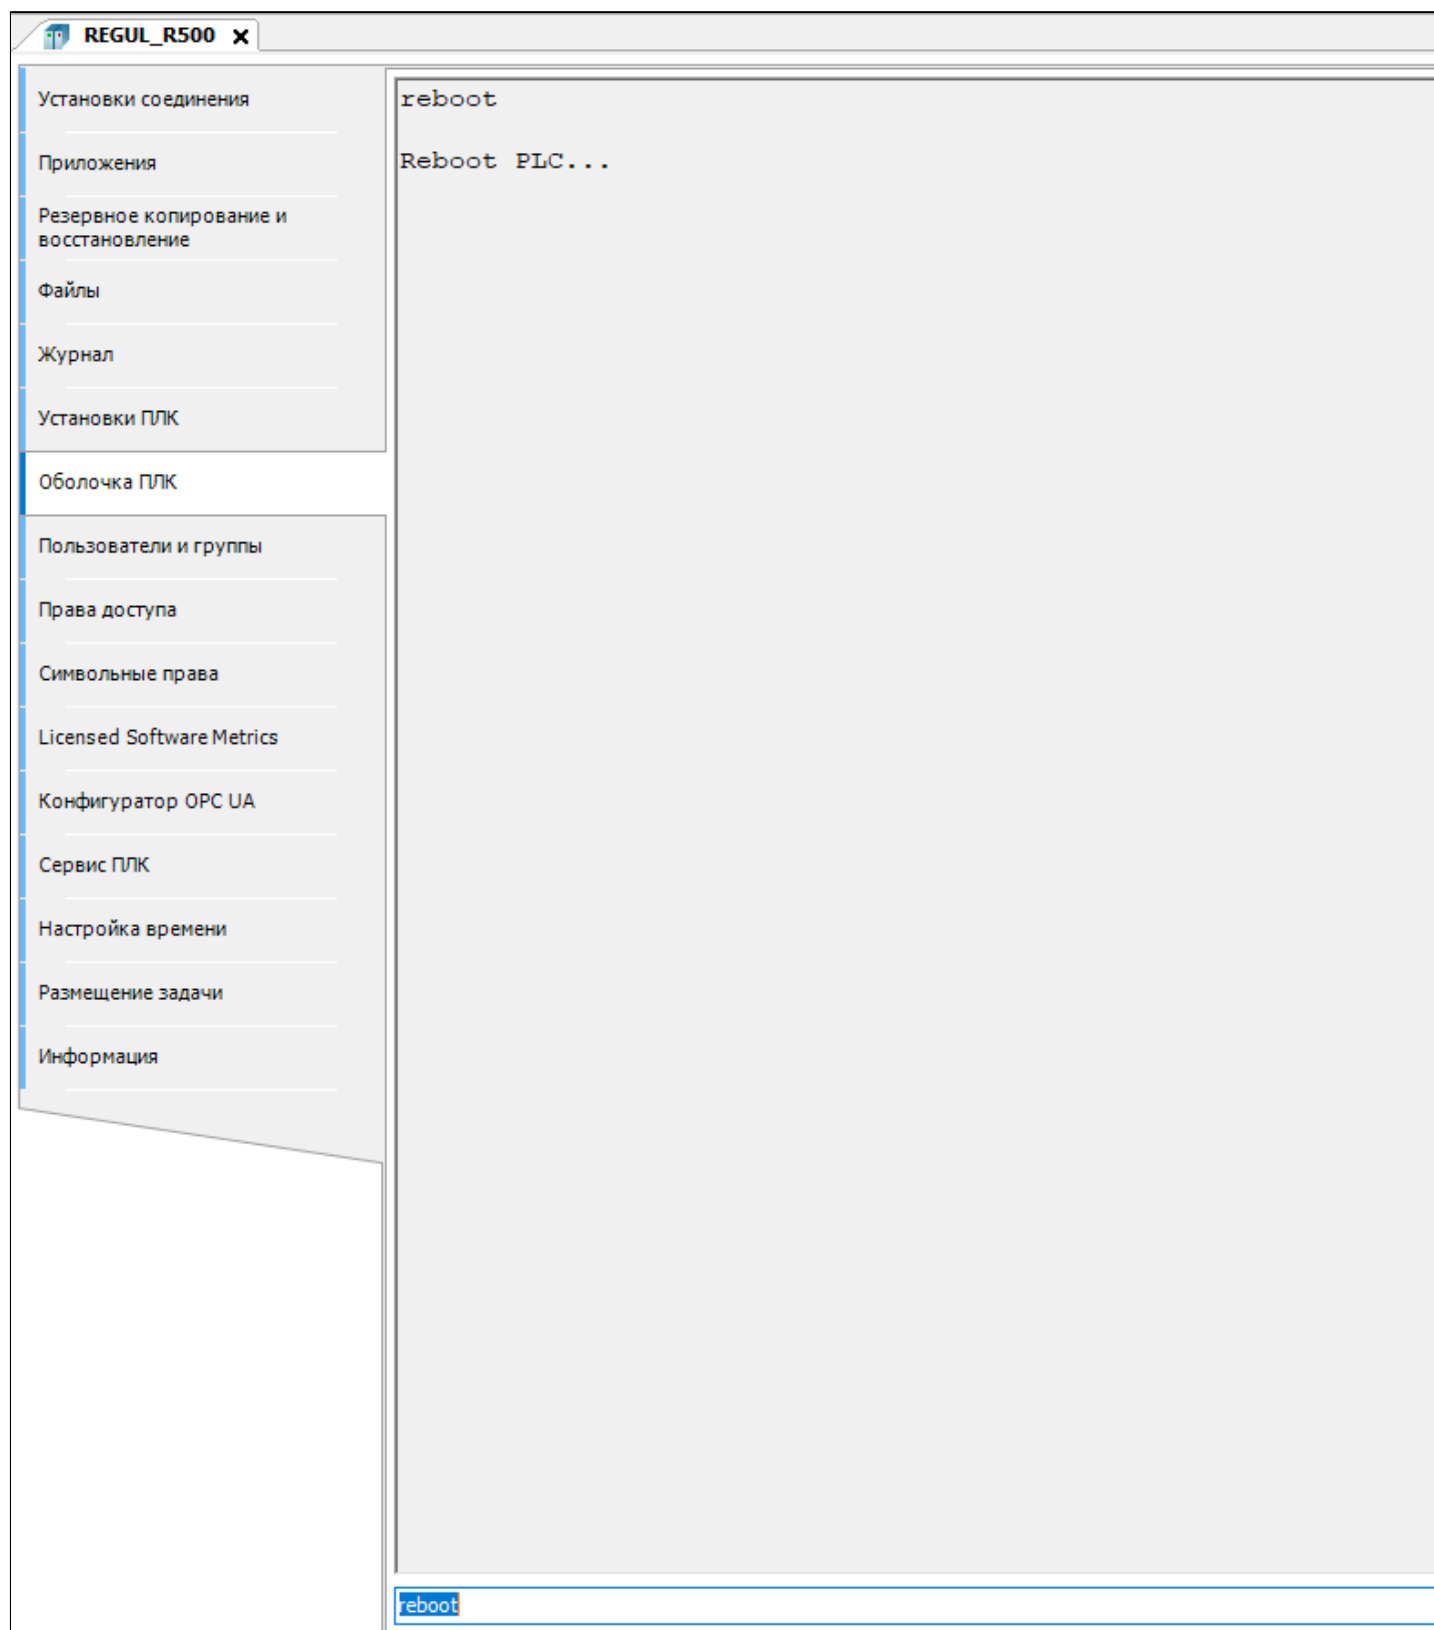 REGUL_R500
Установки соединения
Приложения
Резервное копирование и
восстановление
Файлы
Журнал
Установки ПЛК
Оболочка ПЛК
Пользователи и группы
Права доступа
Символьные права
Licensed Software Metrics
Конфигуратор OPC UA
Сервис ПЛК
Настройка времени
Размещение задачи
Информация
reboot
Reboot PLC...
reboot